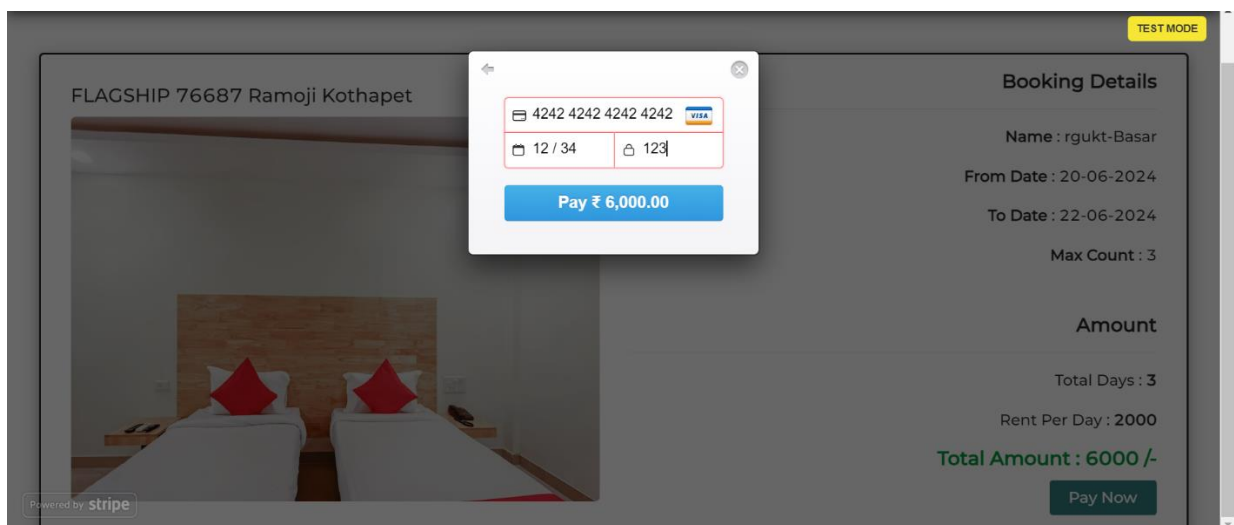 TEST MODE
FLAGSHIP 76687 Ramoji Kothapet
4242 4242 4242 4242 VISA
12 / 34 123
Pay ₹ 6,000.00
Booking Details
Name : rgukt-Basar
From Date : 20-06-2024
To Date : 22-06-2024
Max Count : 3
Amount
Total Days : 3
Rent Per Day : 2000
Total Amount : 6000 /-
Pay Now
Powered by stripe